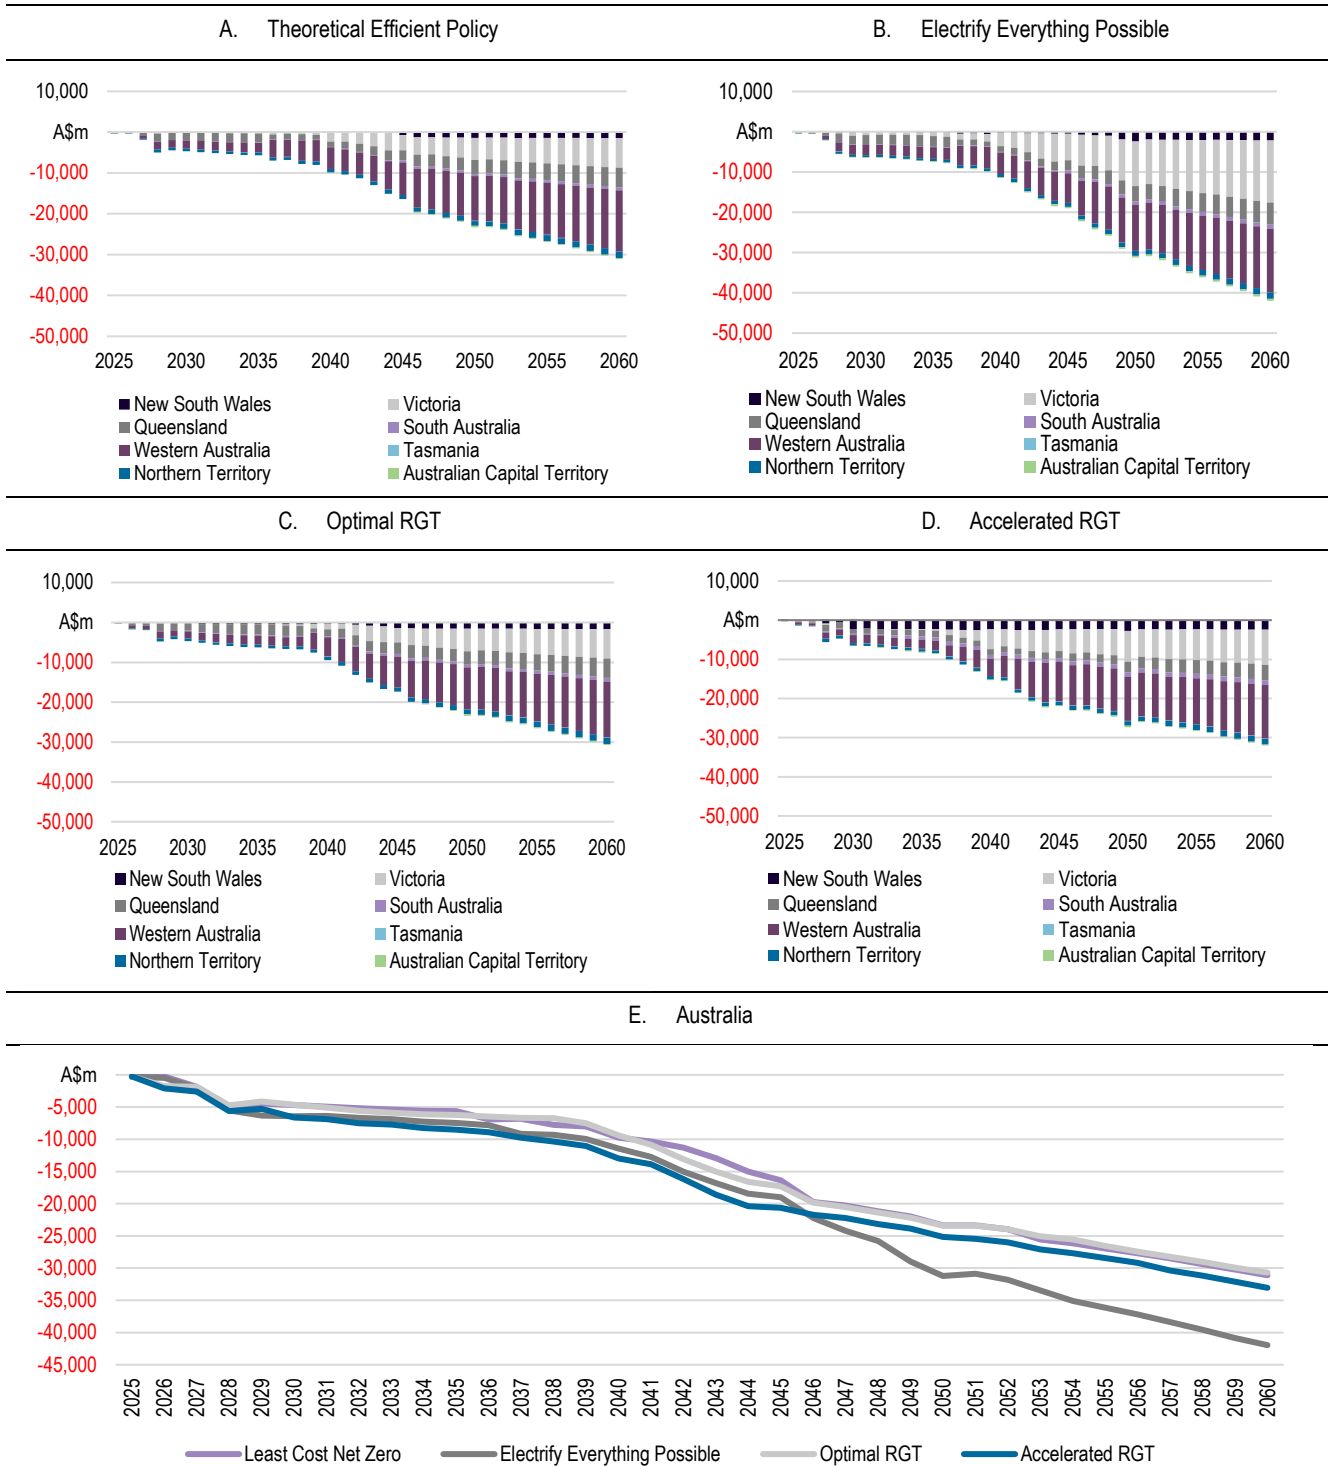 A. Theoretical Efficient Policy
B. Electrify Everything Possible
10,000
A$m
-10,000
-20,000
-30,000
-40,000
-50,000
2025 2030 2035 2040 2045 2050 2055 2060
New South Wales Victoria
Queensland South Australia
Western Australia Tasmania
Northern Territory Australian Capital Territory
10,000
A$m
-10,000
-20,000
-30,000
-40,000
-50,000
2025 2030 2035 2040 2045 2050 2055 2060
New South Wales Victoria
Queensland South Australia
Western Australia Tasmania
Northern Territory Australian Capital Territory
C. Optimal RGT
D. Accelerated RGT
10,000
A$m
-10,000
-20,000
-30,000
-40,000
-50,000
2025 2030 2035 2040 2045 2050 2055 2060
New South Wales Victoria
Queensland South Australia
Western Australia Tasmania
Northern Territory Australian Capital Territory
10,000
A$m
-10,000
-20,000
-30,000
-40,000
-50,000
2025 2030 2035 2040 2045 2050 2055 2060
New South Wales Victoria
Queensland South Australia
Western Australia Tasmania
Northern Territory Australian Capital Territory
E. Australia
A$m
-5,000
-10,000
-15,000
-20,000
-25,000
-30,000
-35,000
-40,000
-45,000
2025 2026 2027 2028 2029 2030 2031 2032 2033 2034 2035 2036 2037 2038 2039 2040 2041 2042 2043 2044 2045 2046 2047 2048 2049 2050 2051 2052 2053 2054 2055 2056 2057 2058 2059 2060
Least Cost Net Zero Electrify Everything Possible Optimal RGT Accelerated RGT